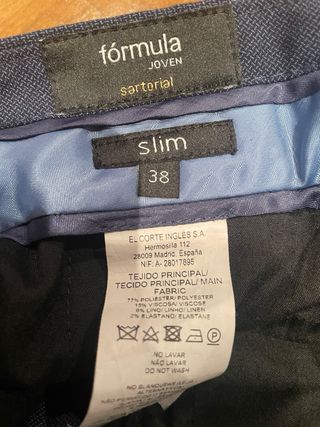 fórmula
JOVEN
sartorial
slim
38
EL CORTE INGLES S.A.
Hermosilla 112
28009 Madrid, España
N.I.F. A-28017895
TEJIDO PRINCIPAL/
TECIDO PRINCIPAL/ MAIN
FABRIC
77% POLIESTER/POLYESTER
15% VISCOSA/ VISCOSE
6% LINO/LINHO/ LINEN
2% ELASTANO/ ELASTANE
P
NO LAVAR
NÃO LAVAR
DO NOT WASH
NO BLANQUEAR